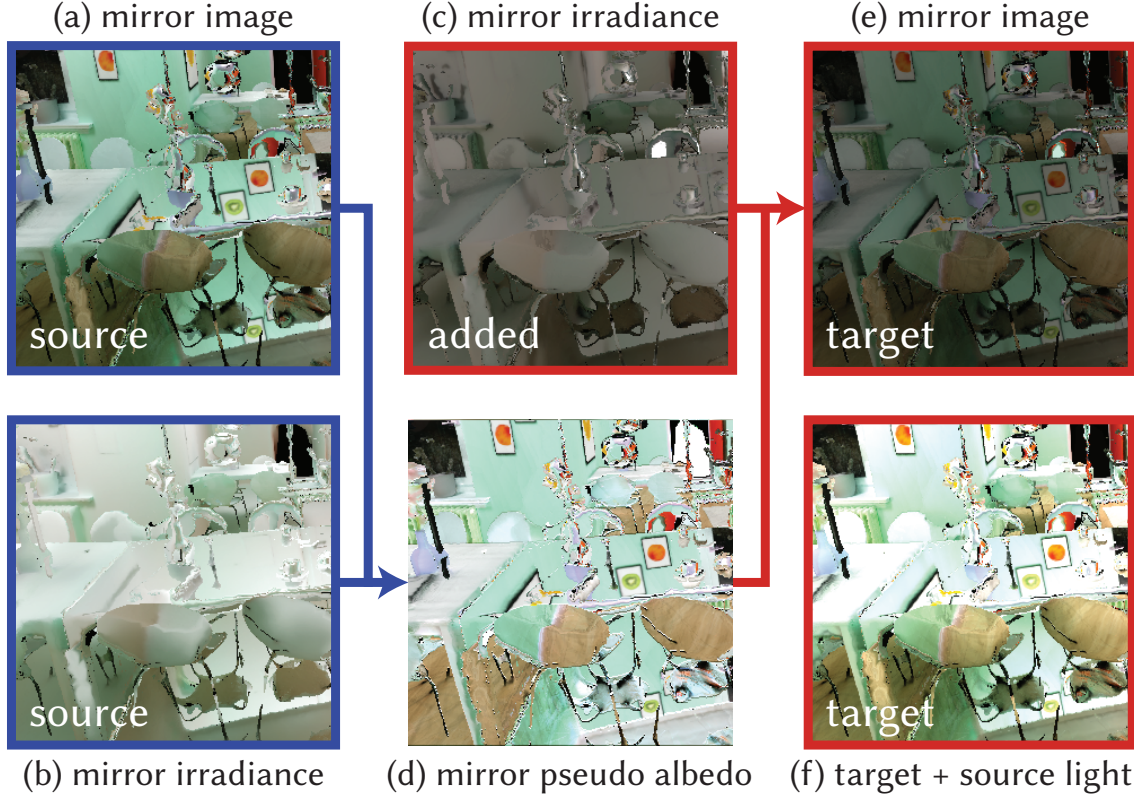 (a) mirror image
(c) mirror irradiance
(e) mirror image
source
added
target
source
target
(b) mirror irradiance
(d) mirror pseudo albedo
(f) target + source light